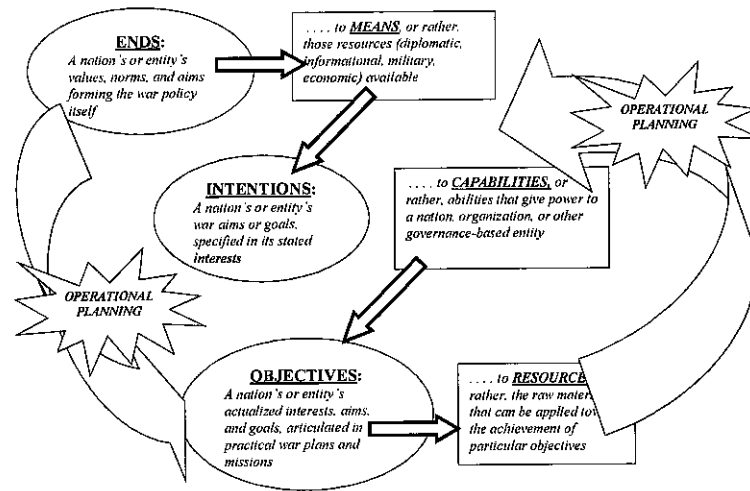 ENDS:
A nation's or entity's
values, norms, and aims
forming the war policy
itself
. . . . to MEANS, or rather,
those resources (diplomatic,
informational, military,
economic) available
OPERATIONAL
PLANNING
INTENTIONS:
A nation's or entity's
war aims or goals,
specified in its stated
interests
. . . . to CAPABILITIES, or
rather, abilities that give power to
a nation, organization, or other
governance-based entity
OPERATIONAL
PLANNING
OBJECTIVES:
A nation's or entity's
actualized interests, aims,
and goals, articulated in
practical war plans and
missions
. . . . to RESOURCE
rather, the raw mater
that can be applied to
the achievement of
particular objectives